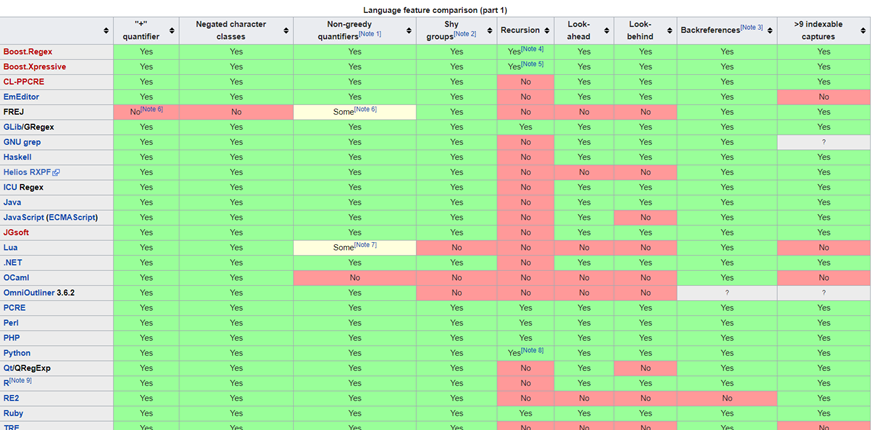 Language feature comparison (part 1)
"+" quantifier Negated character classes Non-greedy quantifiers[Note 1] Shy groups[Note 2] Recursion Look-ahead Look-behind Backreferences[Note 3] >9 indexable captures
Boost.Regex Yes Yes Yes Yes Yes[Note 4] Yes Yes Yes Yes
Boost.Xpressive Yes Yes Yes Yes Yes[Note 5] Yes Yes Yes Yes
CL-PPCRE Yes Yes Yes Yes No Yes Yes Yes Yes
EmEditor Yes Yes Yes Yes No Yes Yes Yes No
FREJ No[Note 6] No Some[Note 6] Yes No No No Yes Yes
GLib/GRegex Yes Yes Yes Yes Yes Yes Yes Yes Yes
GNU grep Yes Yes Yes Yes No Yes Yes Yes ?
Haskell Yes Yes Yes Yes No Yes Yes Yes Yes
Helios RXPF Yes Yes Yes Yes No No No Yes Yes
ICU Regex Yes Yes Yes Yes No Yes Yes Yes Yes
Java Yes Yes Yes Yes No Yes Yes Yes Yes
JavaScript (ECMAScript) Yes Yes Yes Yes No Yes No Yes Yes
JGsoft Yes Yes Yes Yes No Yes Yes Yes Yes
Lua Yes Yes Some[Note 7] No No No No Yes No
.NET Yes Yes Yes Yes No Yes Yes Yes Yes
OCaml Yes Yes No No No No No Yes No
OmniOutliner 3.6.2 Yes Yes Yes No No No No ? ?
PCRE Yes Yes Yes Yes Yes Yes Yes Yes Yes
Perl Yes Yes Yes Yes Yes Yes Yes Yes Yes
PHP Yes Yes Yes Yes Yes Yes Yes Yes Yes
Python Yes Yes Yes Yes Yes[Note 8] Yes Yes Yes Yes
Qt/QRegExp Yes Yes Yes Yes No Yes No Yes Yes
R[Note 9] Yes Yes Yes Yes No Yes Yes Yes Yes
RE2 Yes Yes Yes Yes No No No No Yes
Ruby Yes Yes Yes Yes Yes Yes Yes Yes Yes
TRE Yes Yes Yes Yes No No No Yes No